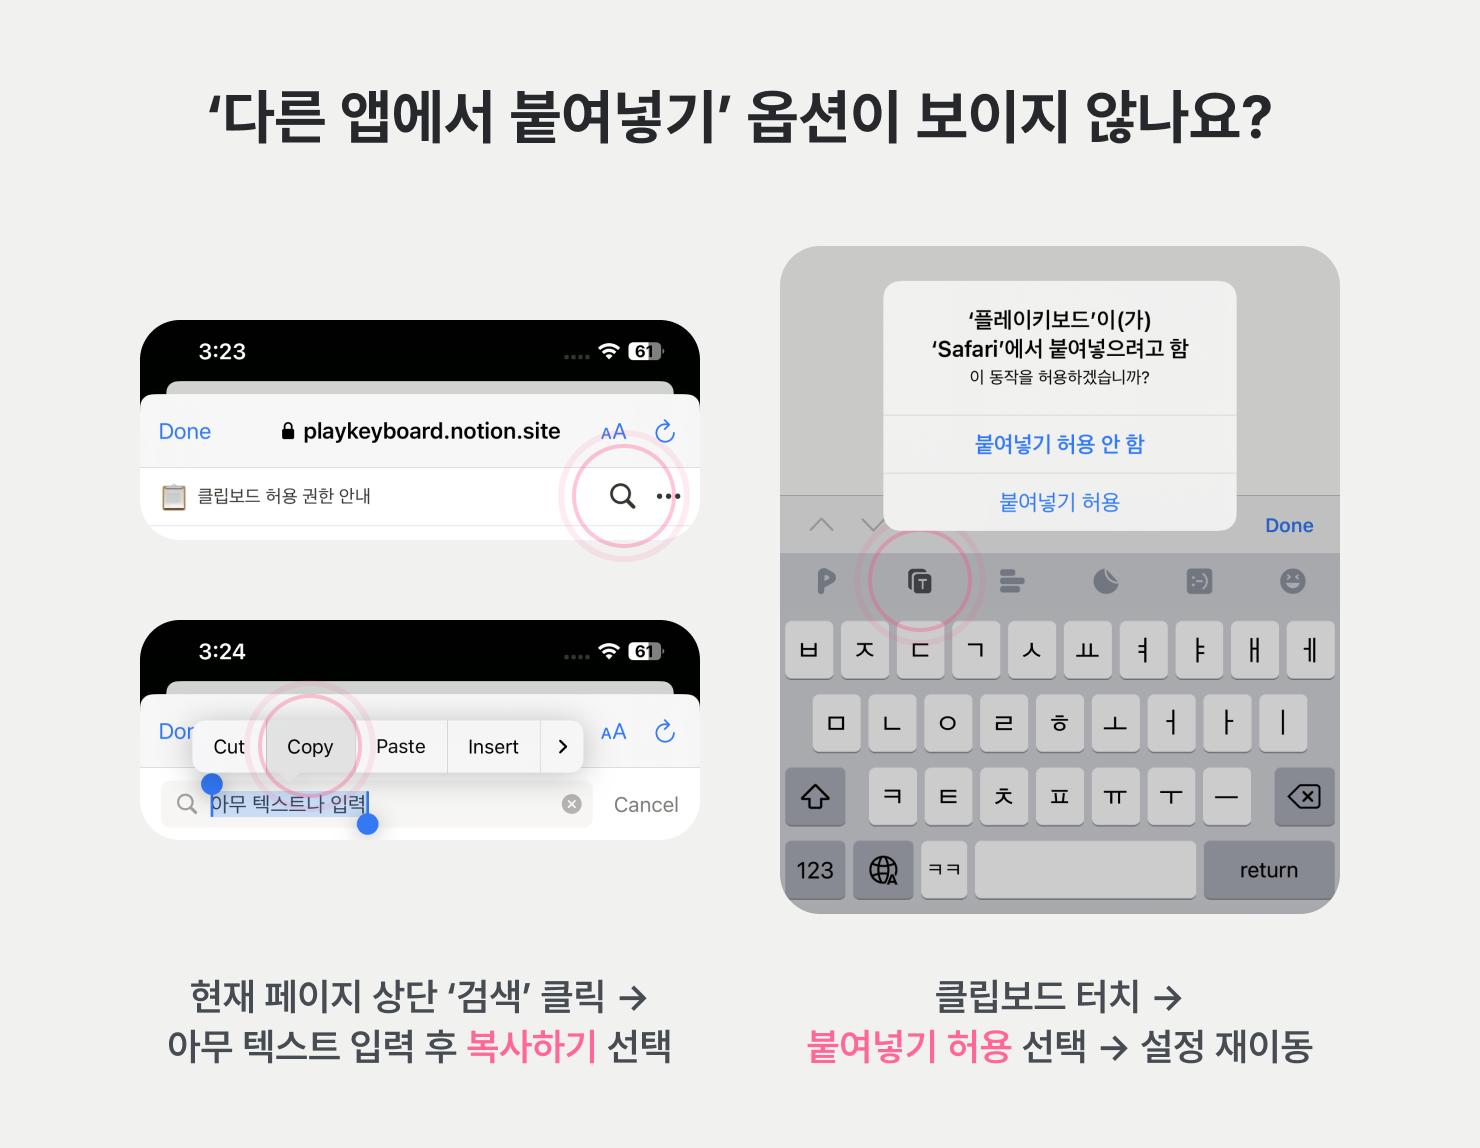 ‘다른 앱에서 붙여넣기’ 옵션이 보이지 않나요?
3:23
61
Done
playkeyboard.notion.site
AA
클립보드 허용 권한 안내
3:24
61
Dor
AA
Cut
Copy
Paste
Insert
아무 텍스트나 입력
Cancel
현재 페이지 상단 ‘검색’ 클릭 →
아무 텍스트 입력 후 복사하기 선택
‘플레이키보드’이(가)
‘Safari’에서 붙여넣으려고 함
이 동작을 허용하겠습니까?
붙여넣기 허용 안 함
붙여넣기 허용
Done
ㅂ ㅈ ㄷ ㄱ ㅅ ㅛ ㅕ ㅑ ㅐ ㅔ
ㅁ ㄴ ㅇ ㄹ ㅎ ㅗ ㅓ ㅏ ㅣ
ㅋ ㅌ ㅊ ㅍ ㅠ ㅜ ㅡ
123 ㅋㅋ return
클립보드 터치 →
붙여넣기 허용 선택 → 설정 재이동